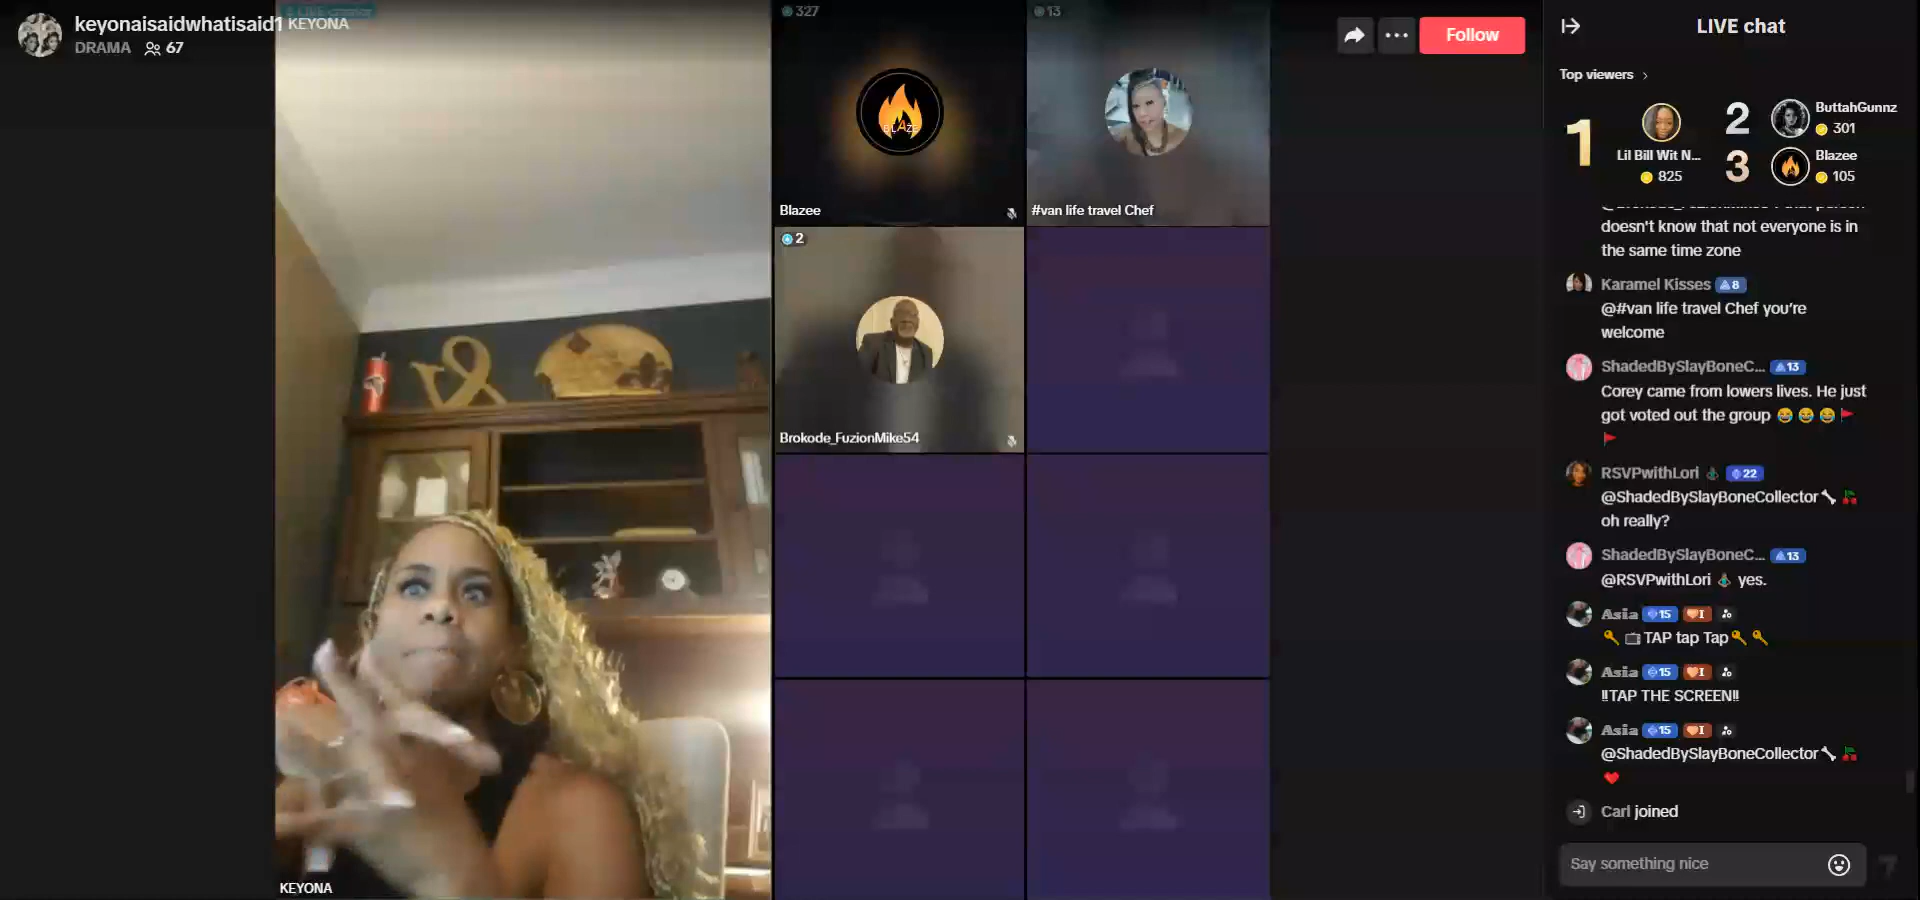 keyonaisaidwhatisaid1
DRAMA 67
LIVE creator
KEYONA
327
BLAZE
Blazee
13
#van life travel Chef
2
Brokode_FuzionMike54
KEYONA
Follow
LIVE chat
Top viewers
1
Lil Bill Wit N...
825
2
ButtahGunnz
301
3
Blazee
105
doesn't know that not everyone is in
the same time zone
Karamel Kisses 8
@#van life travel Chef you're
welcome
ShadedBySlayBoneC... 13
Corey came from lowers lives. He just
got voted out the group 😂 😂 😂 🚩
🚩
RSVPwithLori 22
@ShadedBySlayBoneCollector🦴 🍒
oh really?
ShadedBySlayBoneC... 13
@RSVPwithLori yes.
Asia 15 I
🔑 📺TAP tap Tap🔑 🔑
Asia 15 I
‼️TAP THE SCREEN‼️
Asia 15 I
@ShadedBySlayBoneCollector🦴 🍒
❤️
Carl joined
Say something nice